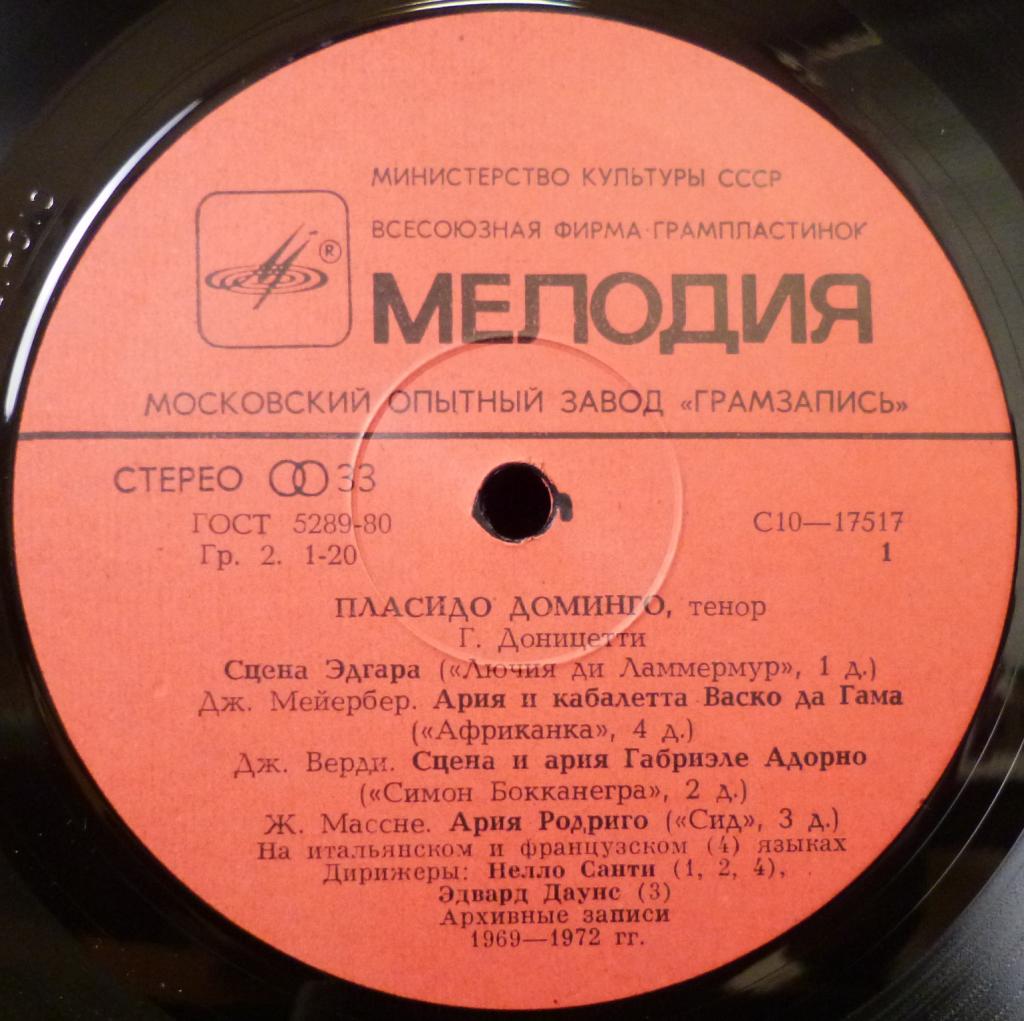 МИНИСТЕРСТВО КУЛЬТУРЫ СССР
ВСЕСОЮЗНАЯ ФИРМА ГРАМПЛАСТИНОК
®
МЕЛОДИЯ
МОСКОВСКИЙ ОПЫТНЫЙ ЗАВОД «ГРАМЗАПИСЬ»
СТЕРЕО 33
ГОСТ 5289-80 С10—17517
Гр. 2. 1-20 1
ПЛАСИДО ДОМИНГО, тенор
Г. Доницетти
Сцена Эдгара («Лючия ди Ламмермур», 1 д.)
Дж. Мейербер. Ария и кабалетта Васко да Гама
(«Африканка», 4 д.)
Дж. Верди. Сцена и ария Габриэле Адорно
(«Симон Бокканегра», 2 д.)
Ж. Массне. Ария Родриго («Сид», 3 д.)
На итальянском и французском (4) языках
Дирижеры: Нелло Санти (1, 2, 4),
Эдвард Даунс (3)
Архивные записи
1969—1972 гг.